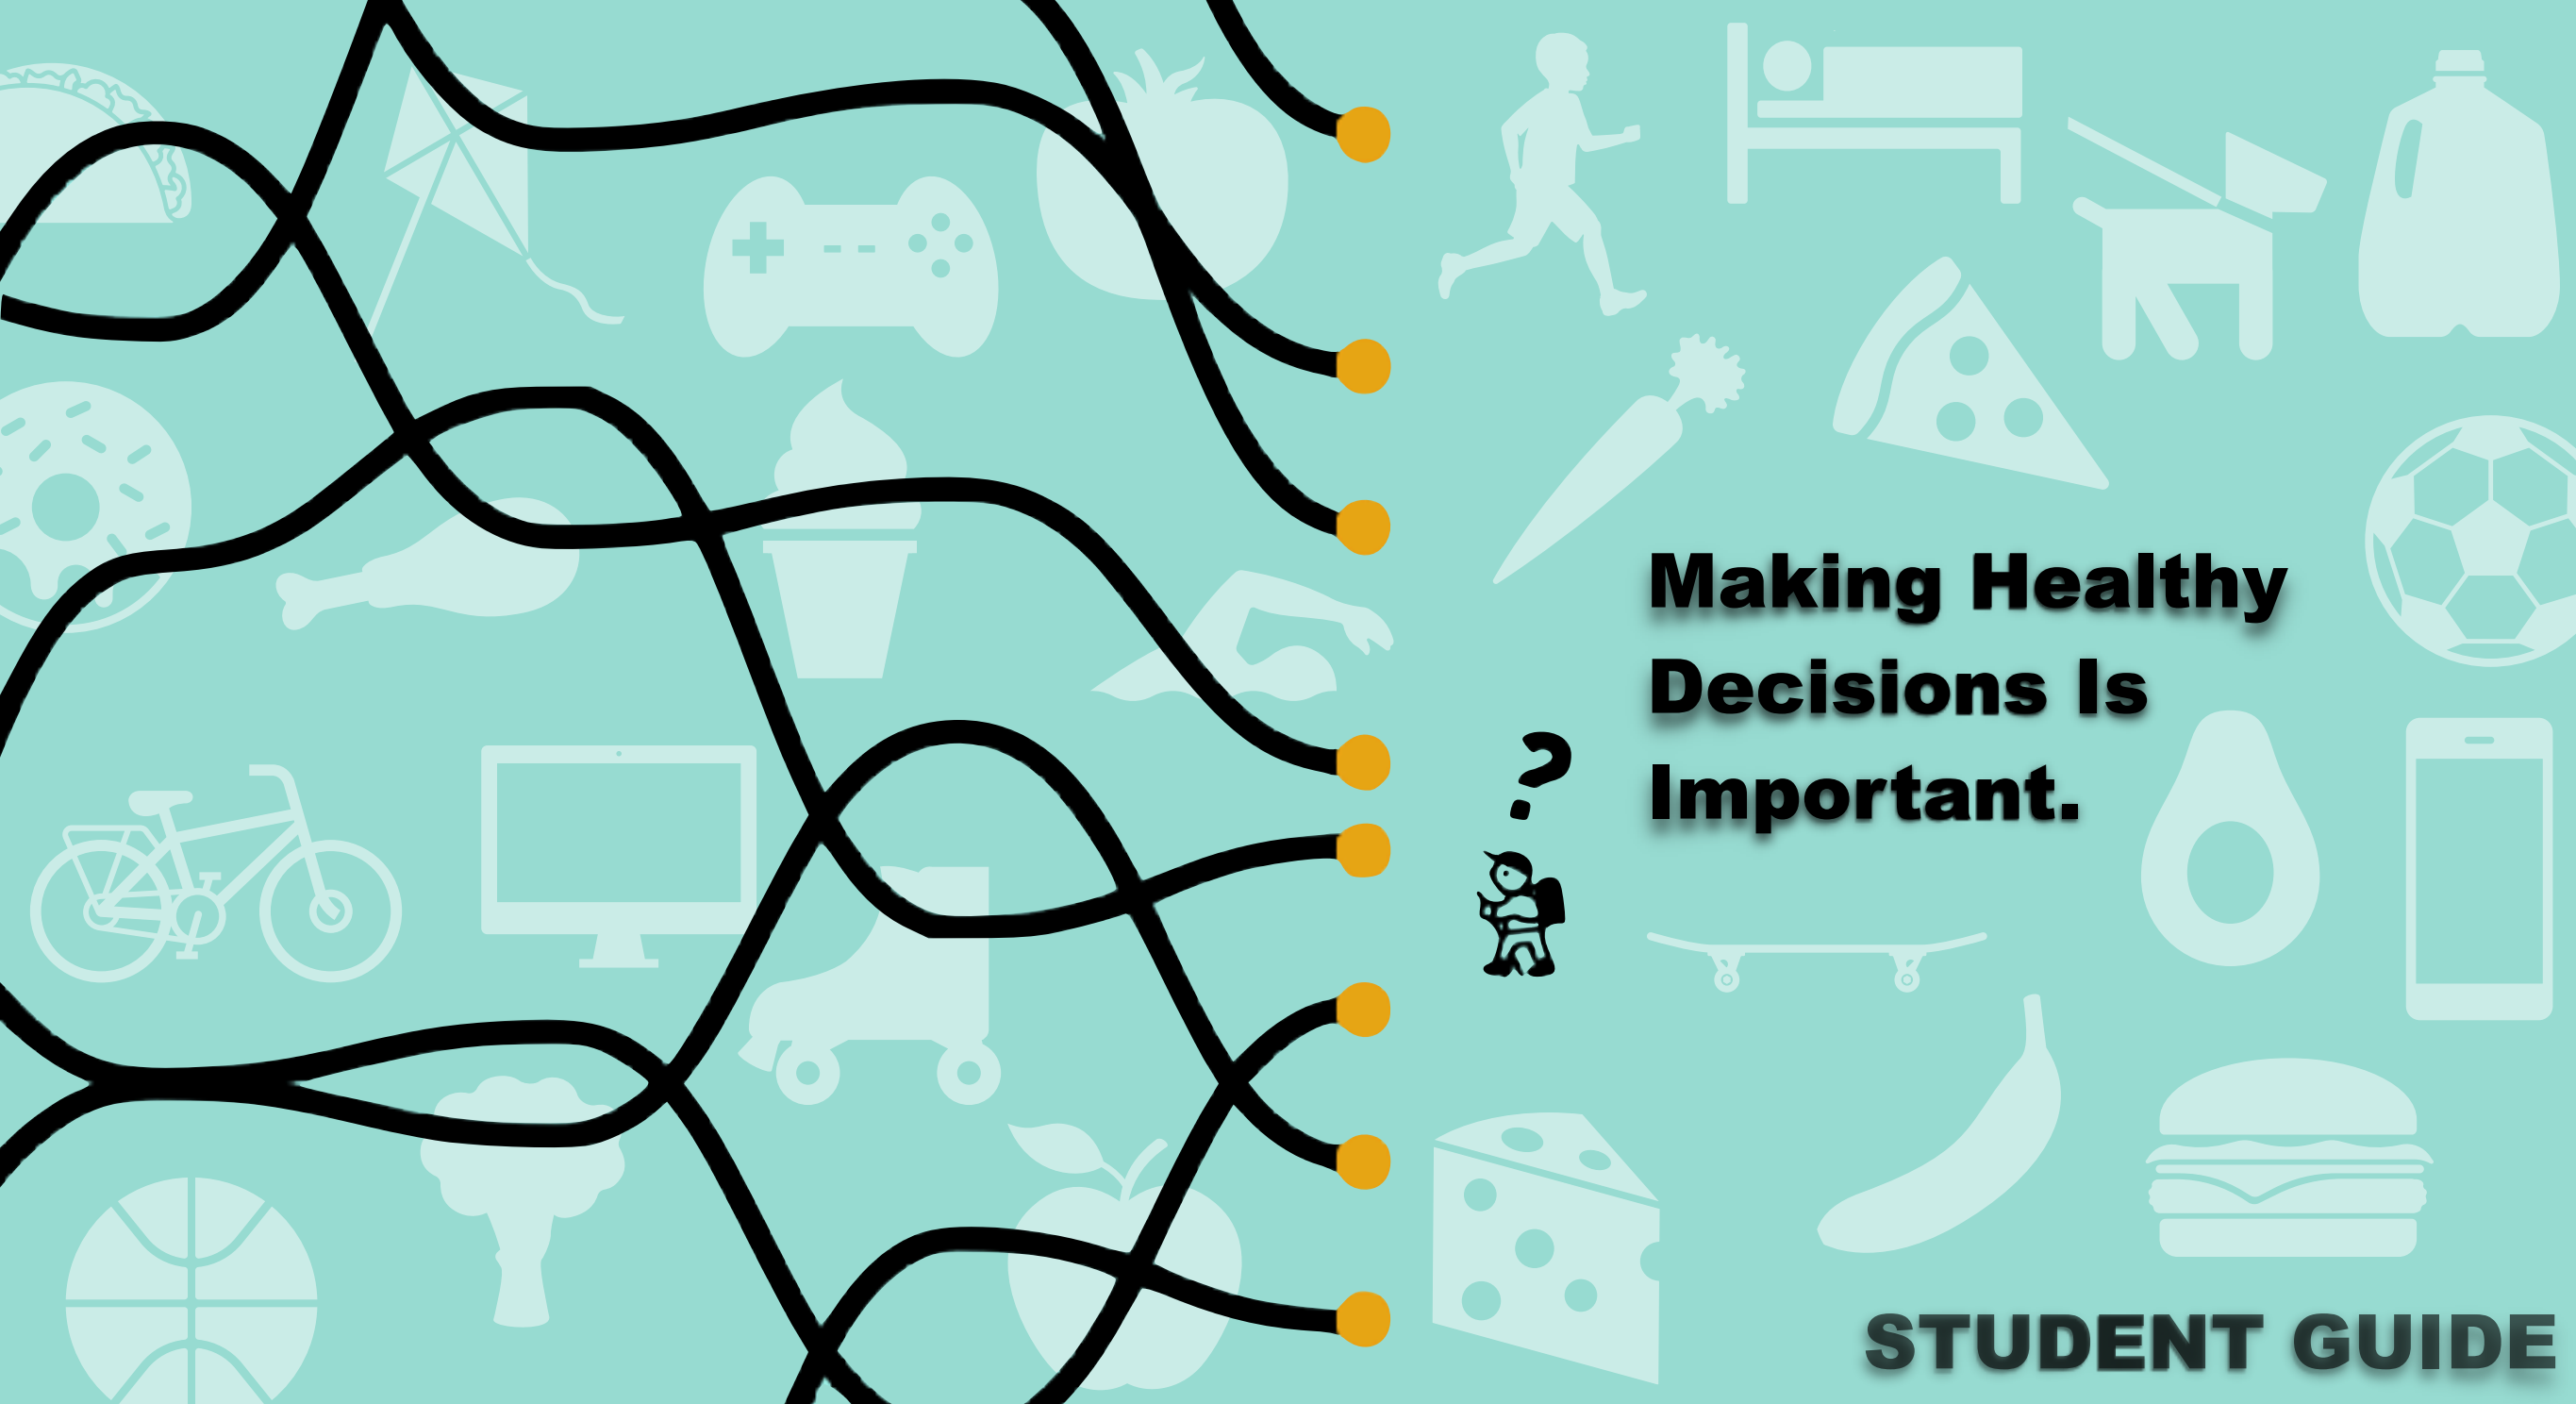 Making Healthy
Decisions Is
Important.
?
STUDENT GUIDE